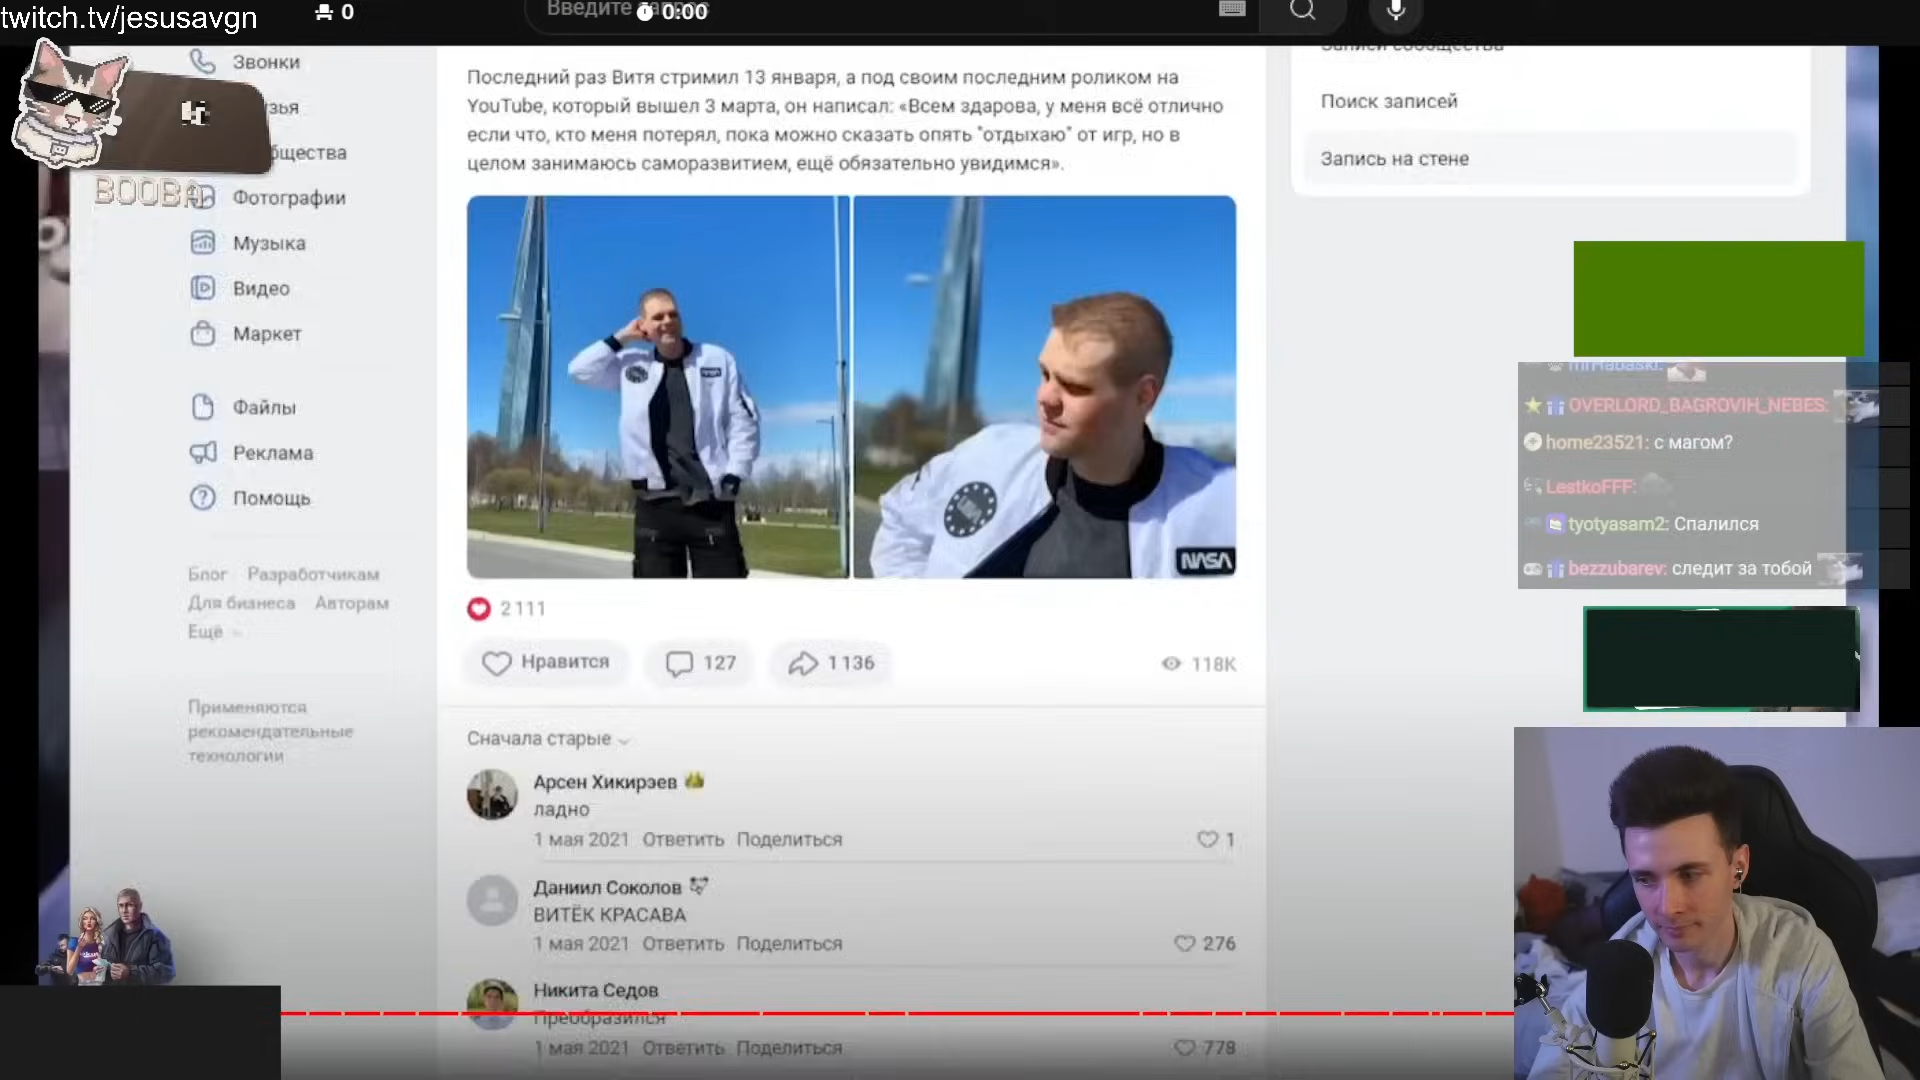 twitch.tv/jesusavgn
0
Введите
0:00
Звонки
Фотографии
Музыка
Видео
Маркет
Файлы
Реклама
Помощь
Блог Разработчикам
Для бизнеса Авторам
Ещё
Применяются
рекомендательные
технологии
BOOBA
Последний раз Витя стримил 13 января, а под своим последним роликом на
YouTube, который вышел 3 марта, он написал: «Всем здарова, у меня всё отлично
если что, кто меня потерял, пока можно сказать опять "отдыхаю" от игр, но в
целом занимаюсь саморазвитием, ещё обязательно увидимся».
NASA
2 111
Нравится
127
1 136
118K
Сначала старые
Арсен Хикирэев
ладно
1 мая 2021 Ответить Поделиться
1
Даниил Соколов
ВИТЁК КРАСАВА
1 мая 2021 Ответить Поделиться
276
Никита Седов
Преобразился
1 мая 2021 Ответить Поделиться
778
Записи сообщества
Поиск записей
Запись на стене
OVERLORD_BAGROVIH_NEBES:
home23521: с магом?
LestkoFFF:
tyotyasam2: Спалился
bezzubarev: следит за тобой